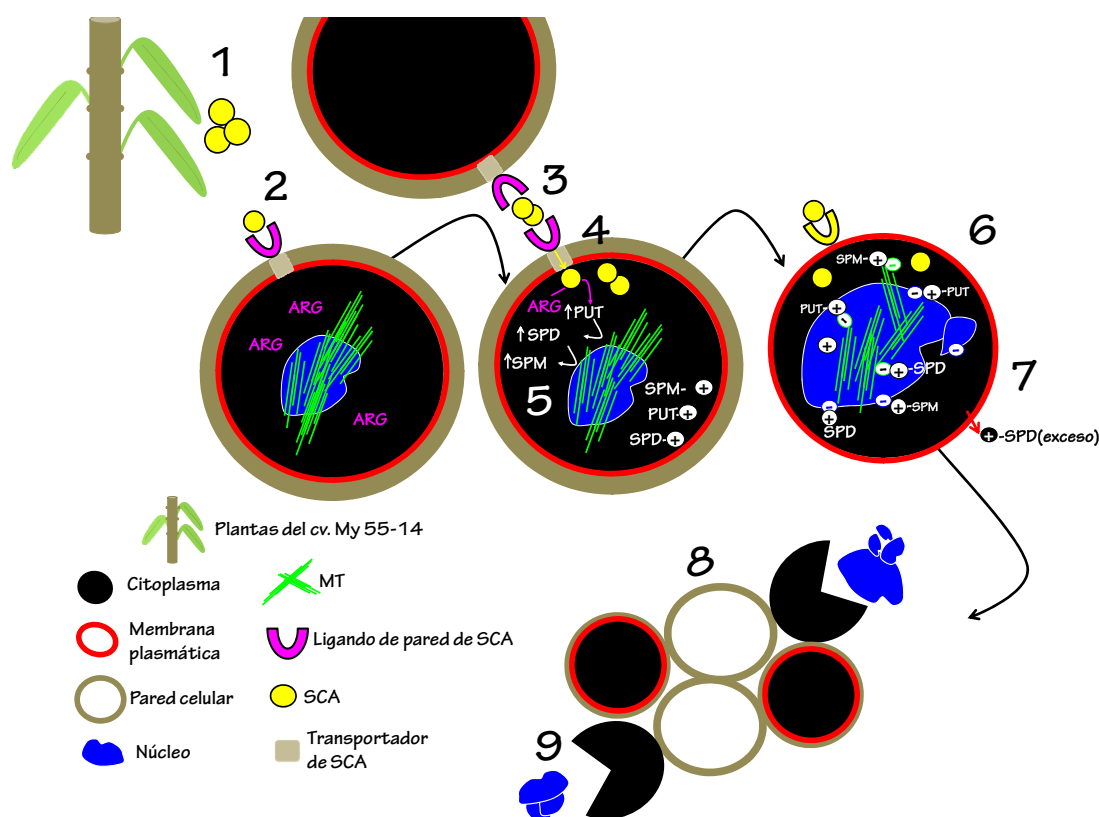 1
2
3
4
ARG
ARG
ARG
ARG
↑PUT
↑SPD
↑SPM
5
SPM-+
PUT-+
SPD-+
6
SPM-+
-
PUT-+
-
-+-PUT
+
-
-+-SPD
-+-SPM
-
+
SPD
7
+-SPD(exceso)
Plantas del cv. My 55-14
Citoplasma
MT
Membrana
plasmática
Ligando de pared de SCA
Pared celular
SCA
Núcleo
Transportador
de SCA
8
9